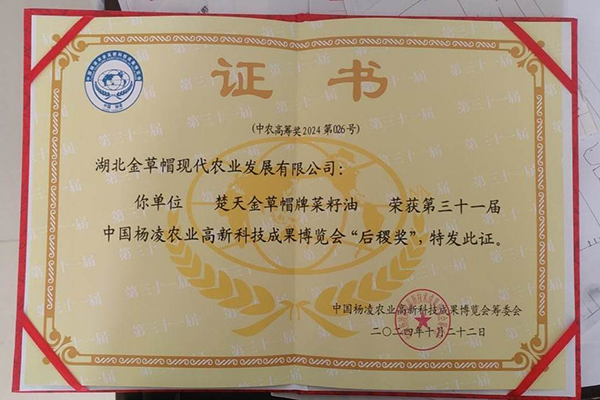 证书
(中农高筹奖2024第026号)
湖北金草帽现代农业发展有限公司：
你单位 楚天金草帽牌菜籽油 荣获第三十一届
中国杨凌农业高新科技成果博览会“后稷奖”，特发此证。
中国杨凌农业高新科技成果博览会筹委会
二〇二四年十月二十二日